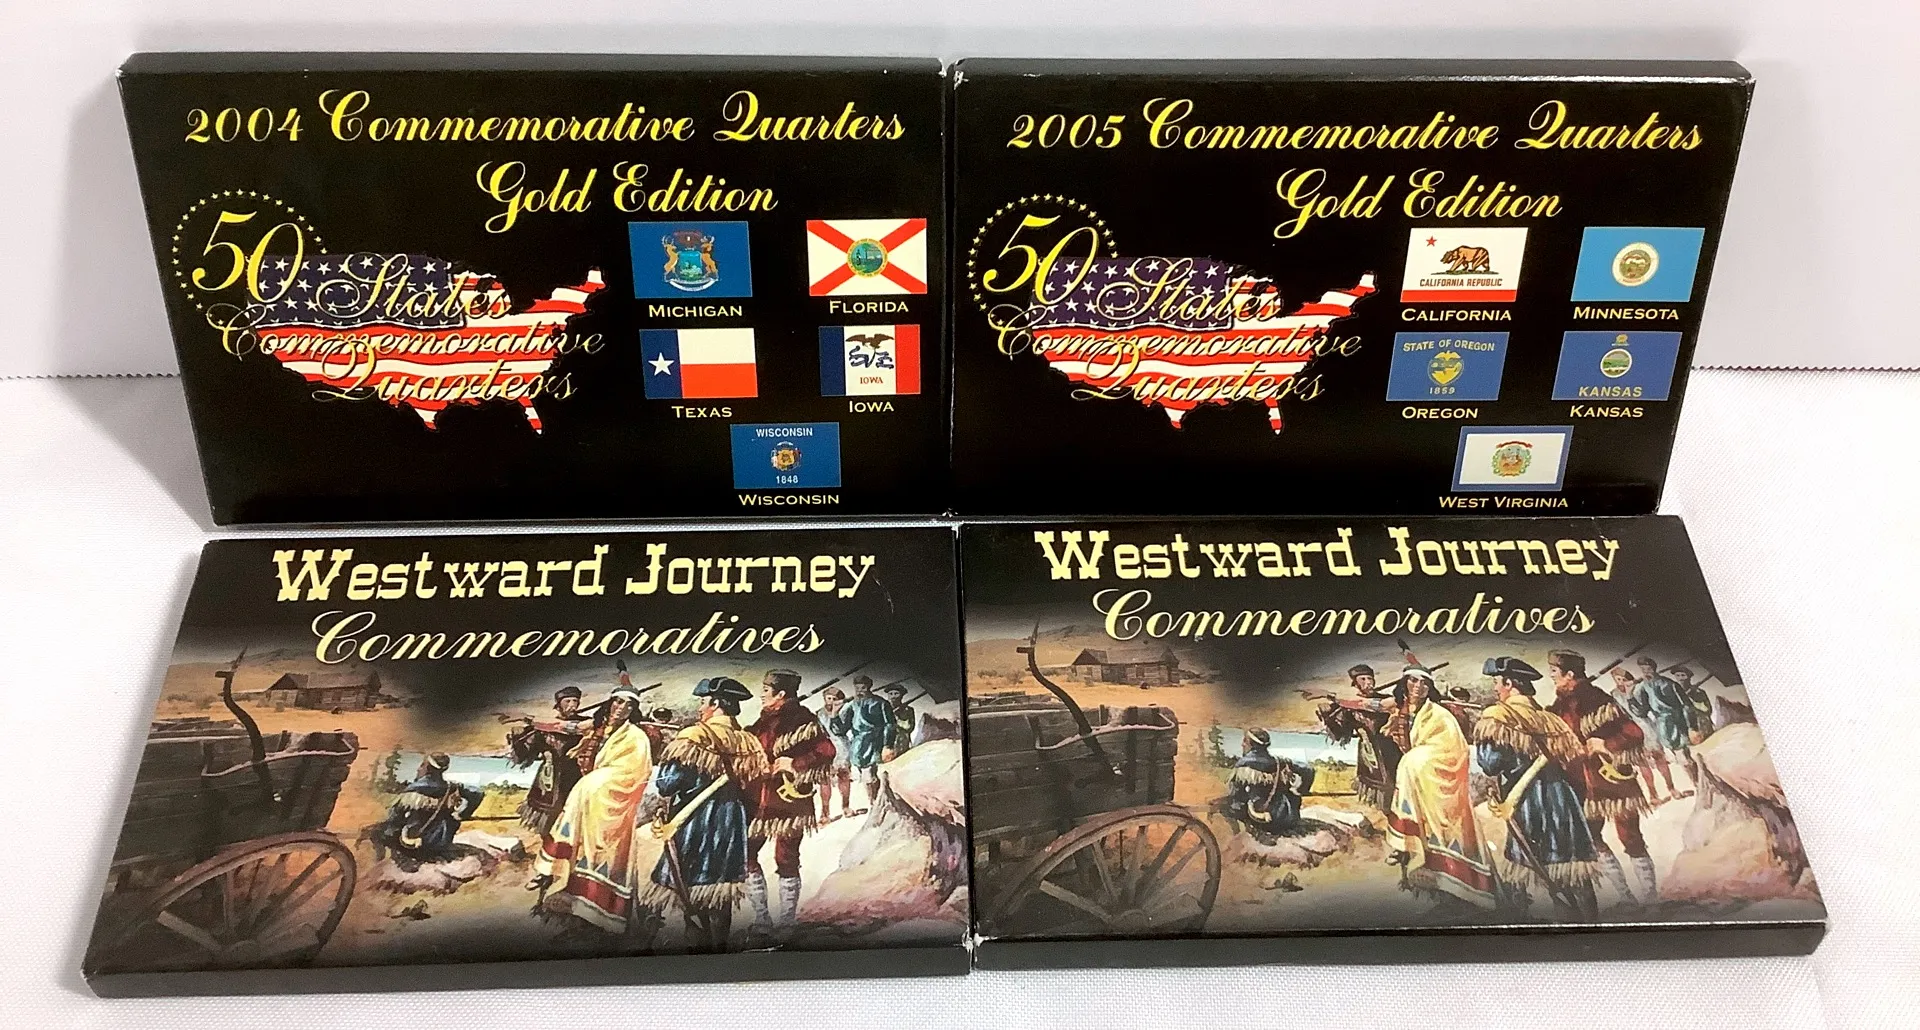 2004 Commemorative Quarters
Gold Edition
50 States
Commemorative
Quarters
MICHIGAN
FLORIDA
TEXAS
IOWA
IOWA
WISCONSIN
1848
WISCONSIN
2005 Commemorative Quarters
Gold Edition
50 States
Commemorative
Quarters
CALIFORNIA REPUBLIC
CALIFORNIA
MINNESOTA
STATE OF OREGON
1859
OREGON
KANSAS
KANSAS
WEST VIRGINIA
Westward Journey
Commemoratives
Westward Journey
Commemoratives